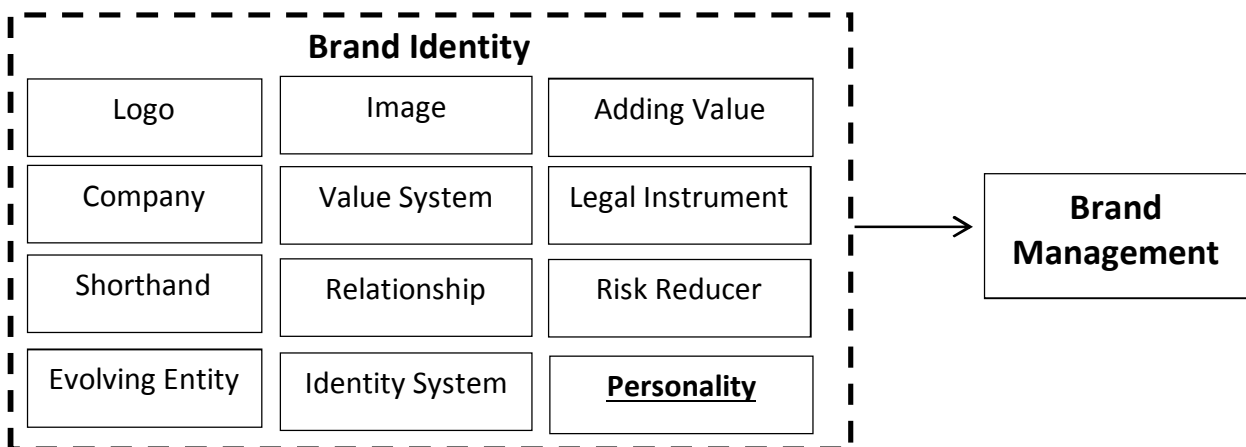 Brand Identity
Logo
Image
Adding Value
Company
Value System
Legal Instrument
Shorthand
Relationship
Risk Reducer
Evolving Entity
Identity System
Personality
Brand
Management